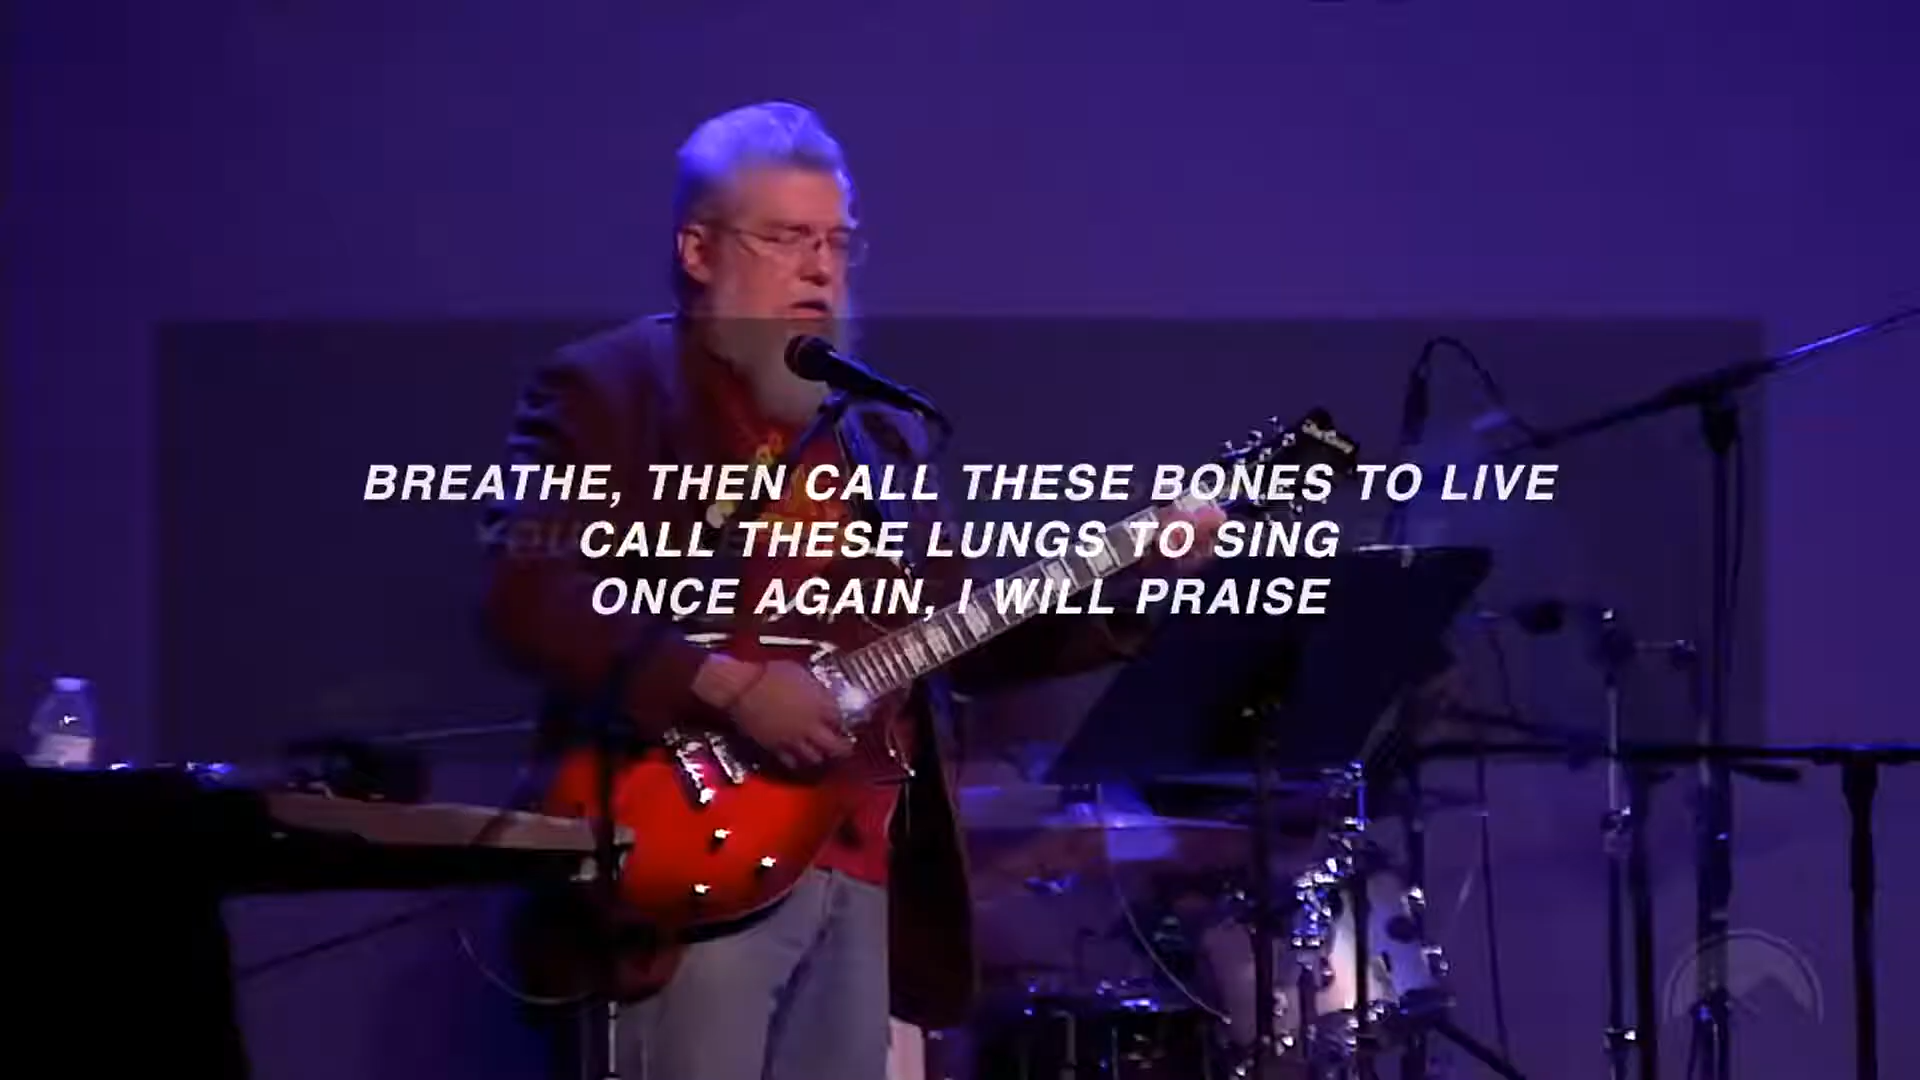 BREATHE, THEN CALL THESE BONES TO LIVE
CALL THESE LUNGS TO SING
ONCE AGAIN, I WILL PRAISE